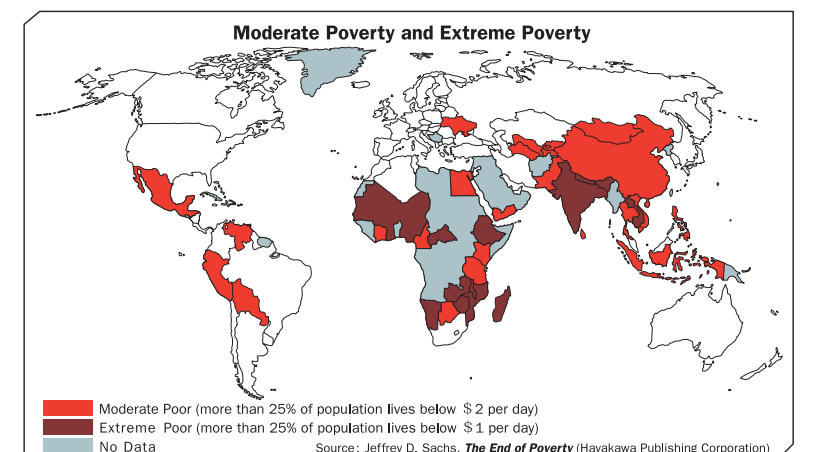 Moderate Poverty and Extreme Poverty
Moderate Poor (more than 25% of population lives below $2 per day)
Extreme Poor (more than 25% of population lives below $1 per day)
No Data
Source: Jeffrey D. Sachs, The End of Poverty (Hayakawa Publishing Corporation)